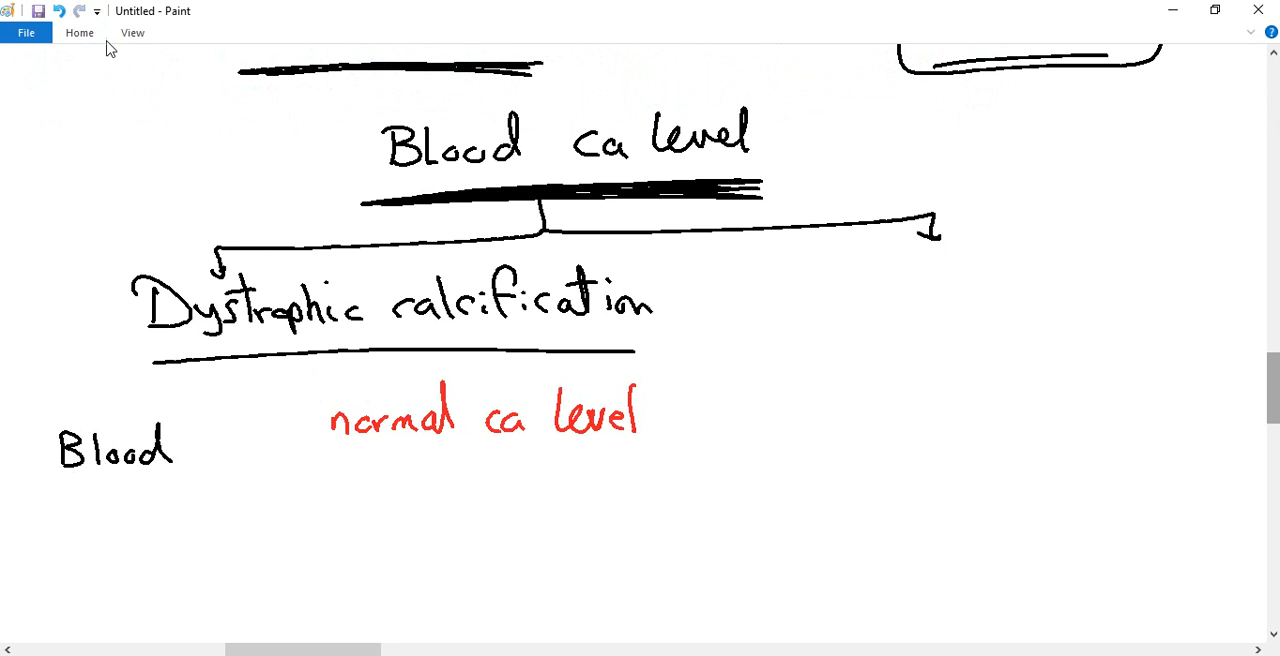 Untitled - Paint
File Home View
Blood ca level
Dystrophic calcification
normal ca level
Blood